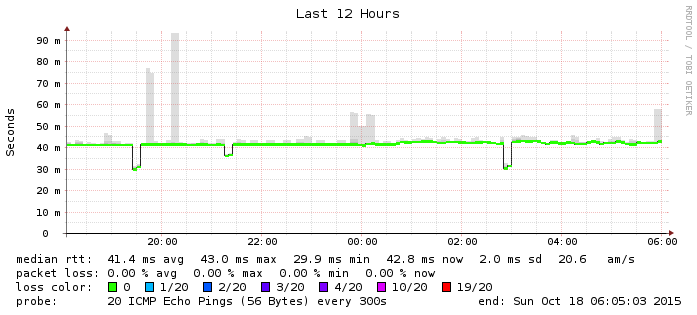 Last 12 Hours
RRDTOOL / TOBI OETIKER
Seconds
90 m
80 m
70 m
60 m
50 m
40 m
30 m
20 m
10 m
0
20:00 22:00 00:00 02:00 04:00 06:00
median rtt: 41.4 ms avg 43.0 ms max 29.9 ms min 42.8 ms now 2.0 ms sd 20.6 am/s
packet loss: 0.00 % avg 0.00 % max 0.00 % min 0.00 % now
loss color: 0 1/20 2/20 3/20 4/20 10/20 19/20
probe: 20 ICMP Echo Pings (56 Bytes) every 300s end: Sun Oct 18 06:05:03 2015